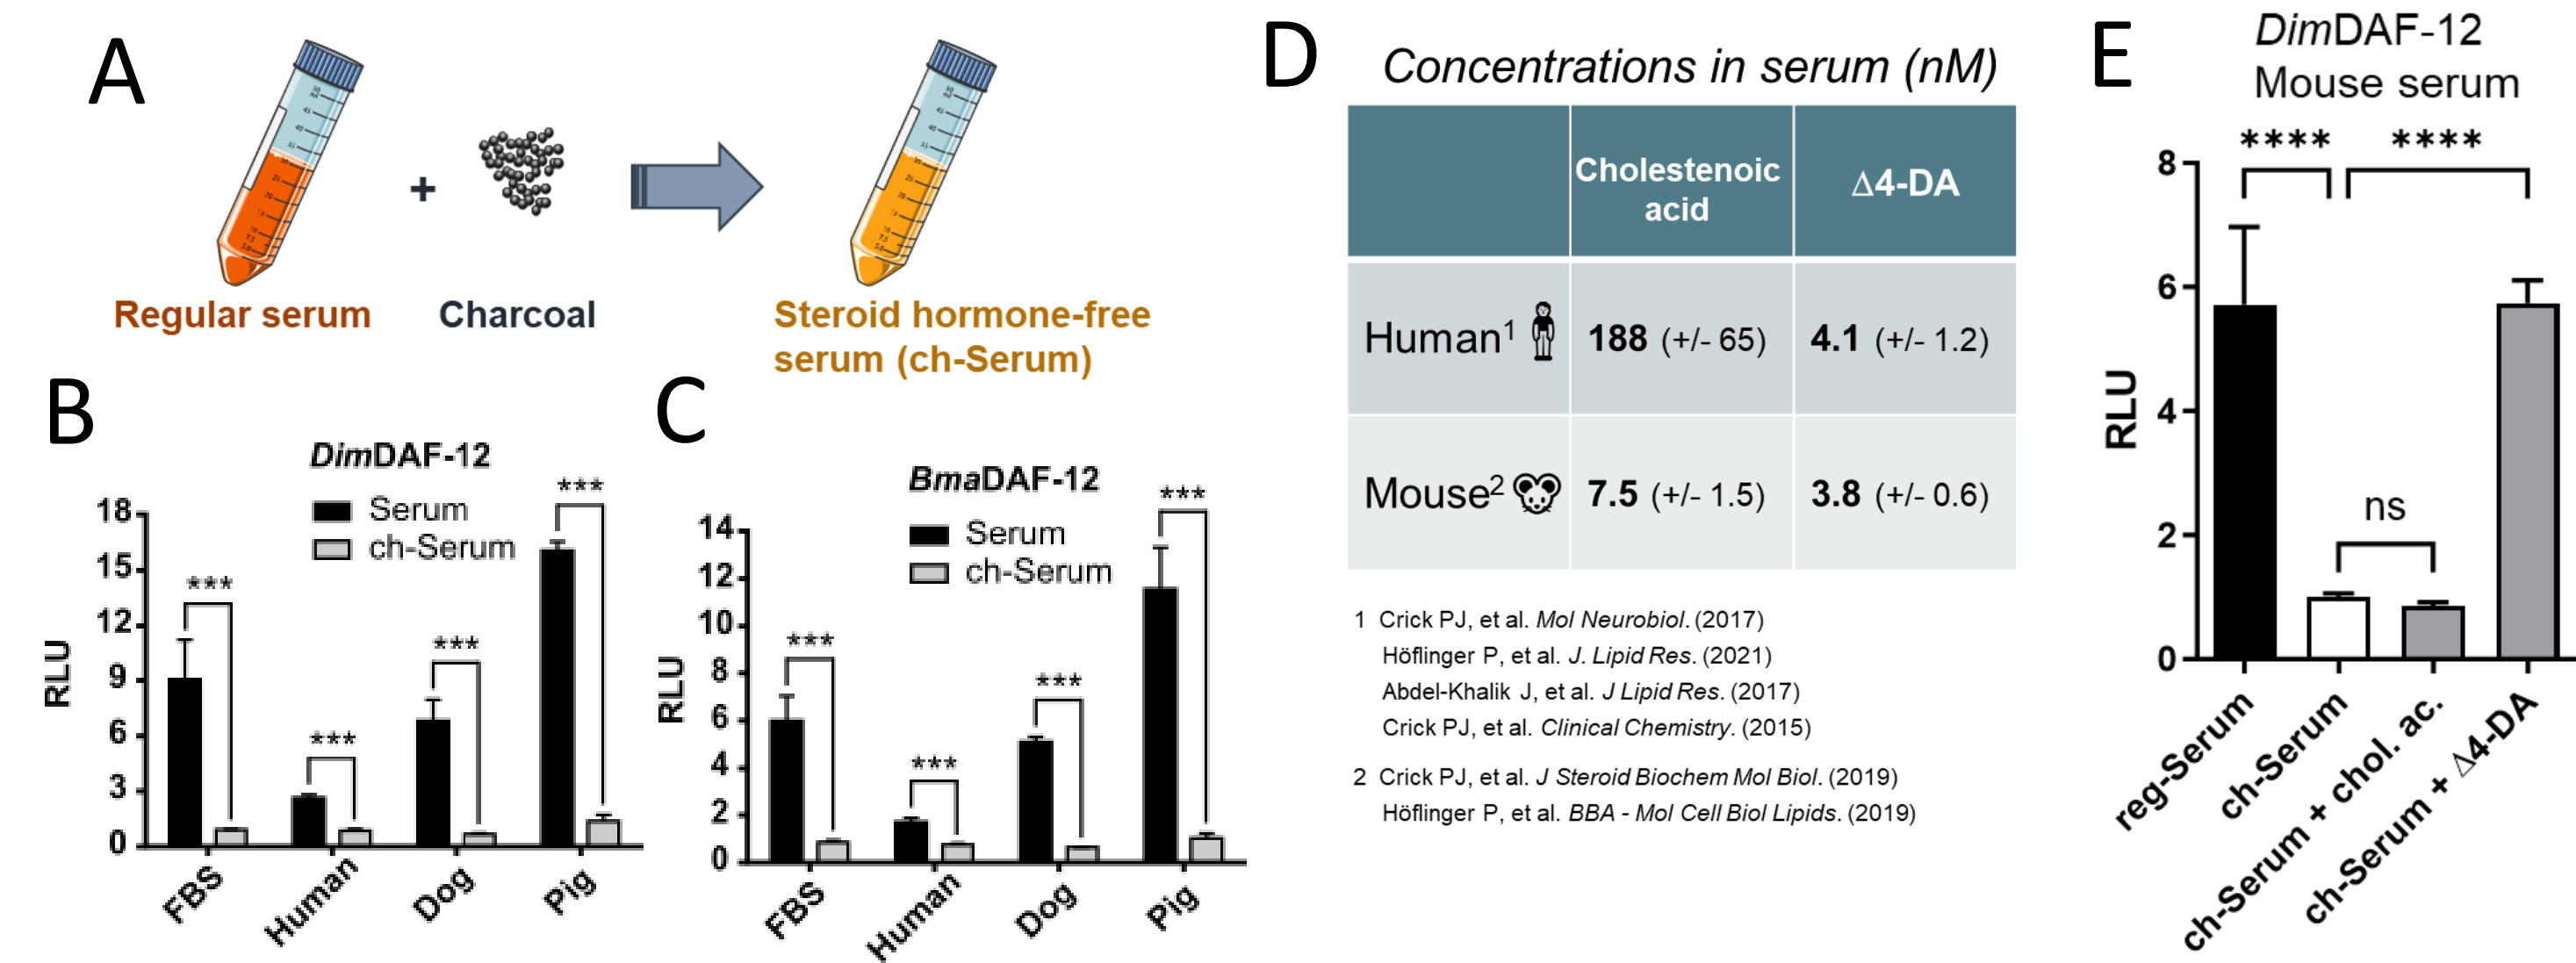 A
Regular serum
+
Charcoal
Steroid hormone-free
serum (ch-Serum)
B
DimDAF-12
Serum
ch-Serum
***
***
***
***
RLU
18
15
12
9
6
3
0
FBS
Human
Dog
Pig
C
BmaDAF-12
Serum
ch-Serum
***
***
***
***
RLU
14
12
10
8
6
4
2
0
FBS
Human
Dog
Pig
D
Concentrations in serum (nM)
Cholestenoic
acid
Δ4-DA
Human1 188 (+/- 65) 4.1 (+/- 1.2)
Mouse2 7.5 (+/- 1.5) 3.8 (+/- 0.6)
1 Crick PJ, et al. Mol Neurobiol. (2017)
Höflinger P, et al. J. Lipid Res. (2021)
Abdel-Khalik J, et al. J Lipid Res. (2017)
Crick PJ, et al. Clinical Chemistry. (2015)
2 Crick PJ, et al. J Steroid Biochem Mol Biol. (2019)
Höflinger P, et al. BBA - Mol Cell Biol Lipids. (2019)
E
DimDAF-12
Mouse serum
**** ****
ns
RLU
8
6
4
2
0
reg-Serum
ch-Serum
ch-Serum + chol. ac.
ch-Serum + Δ4-DA